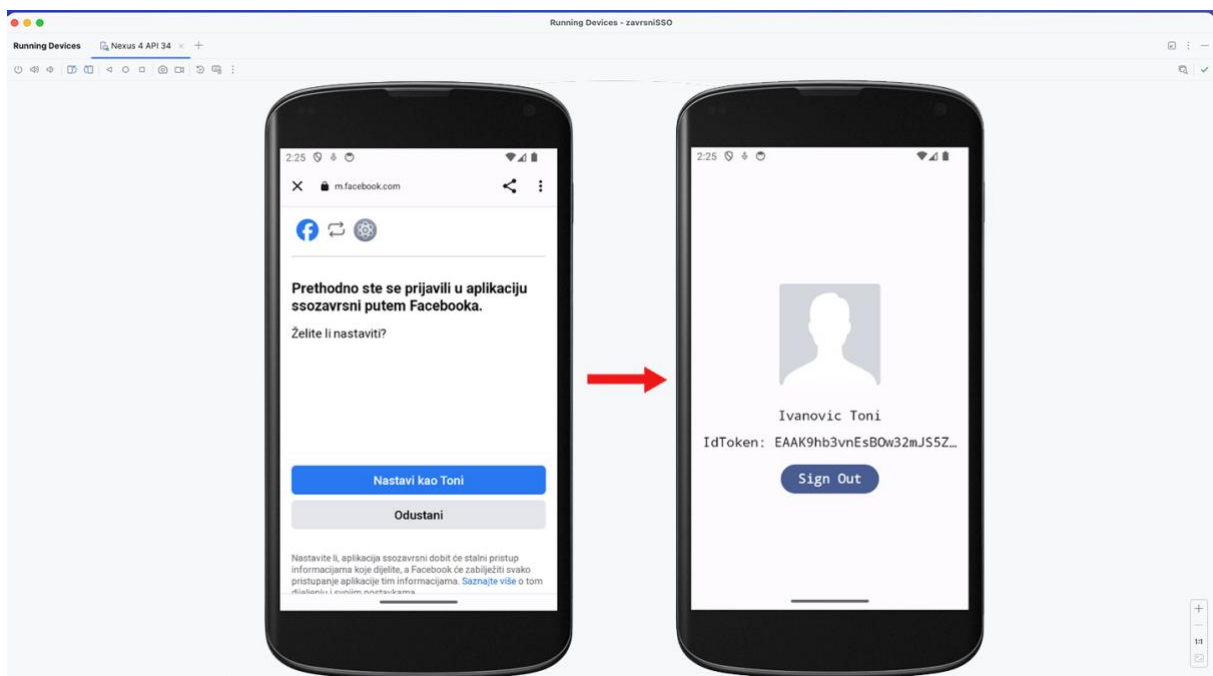 Running Devices - zavrsniSSO
Running Devices
Nexus 4 API 34
2:25
m.facebook.com
Prethodno ste se prijavili u aplikaciju
ssozavrsni putem Facebooka.
Želite li nastaviti?
Nastavi kao Toni
Odustani
Nastavite li, aplikacija ssozavrsni dobit će stalni pristup
informacijama koje dijelite, a Facebook će zabilježiti svako
pristupanje aplikacije tim informacijama. Saznajte više o tom
dijeljenju i svojim postavkama
2:25
Ivanovic Toni
IdToken: EAAK9hb3vnEsBOw32mJS5Z…
Sign Out
1:1